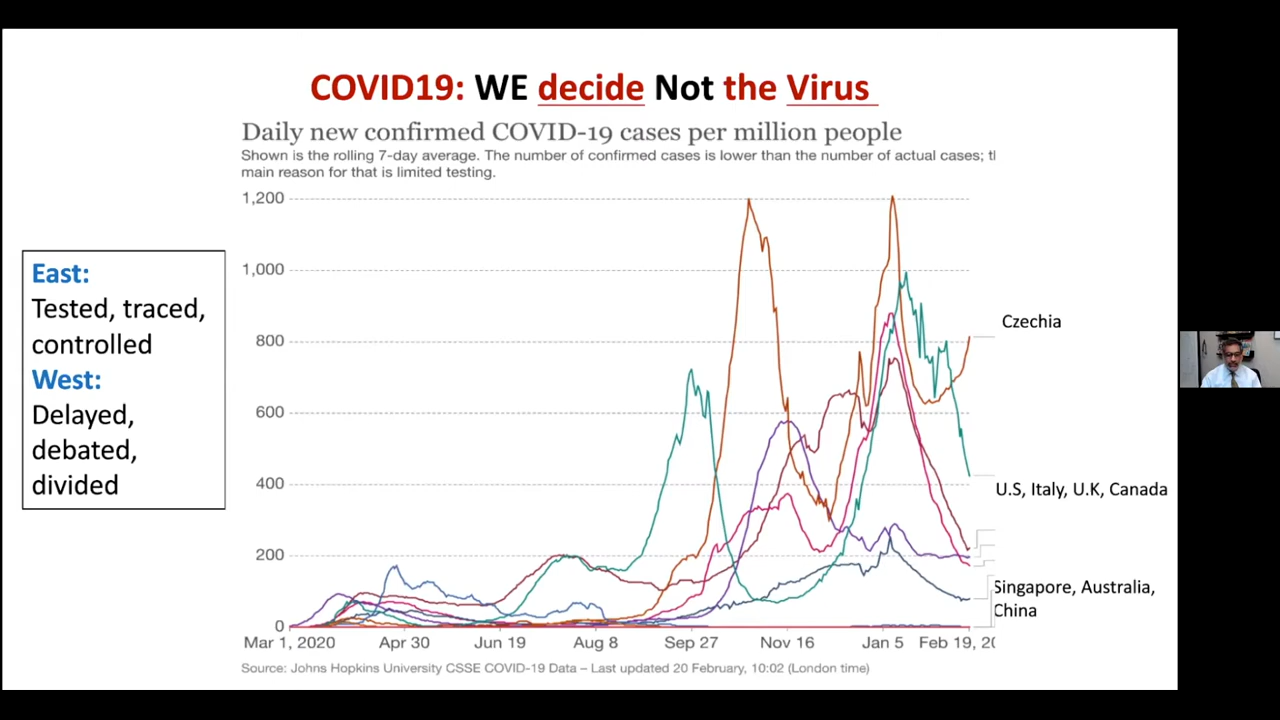 COVID19: WE decide Not the Virus
Daily new confirmed COVID-19 cases per million people
Shown is the rolling 7-day average. The number of confirmed cases is lower than the number of actual cases; tl
main reason for that is limited testing.
East:
Tested, traced,
controlled
West:
Delayed,
debated,
divided
1,200
1,000
800
600
400
200
0
Czechia
U.S, Italy, U.K, Canada
Singapore, Australia,
China
Mar 1, 2020 Apr 30 Jun 19 Aug 8 Sep 27 Nov 16 Jan 5 Feb 19, 20
Source: Johns Hopkins University CSSE COVID-19 Data – Last updated 20 February, 10:02 (London time)